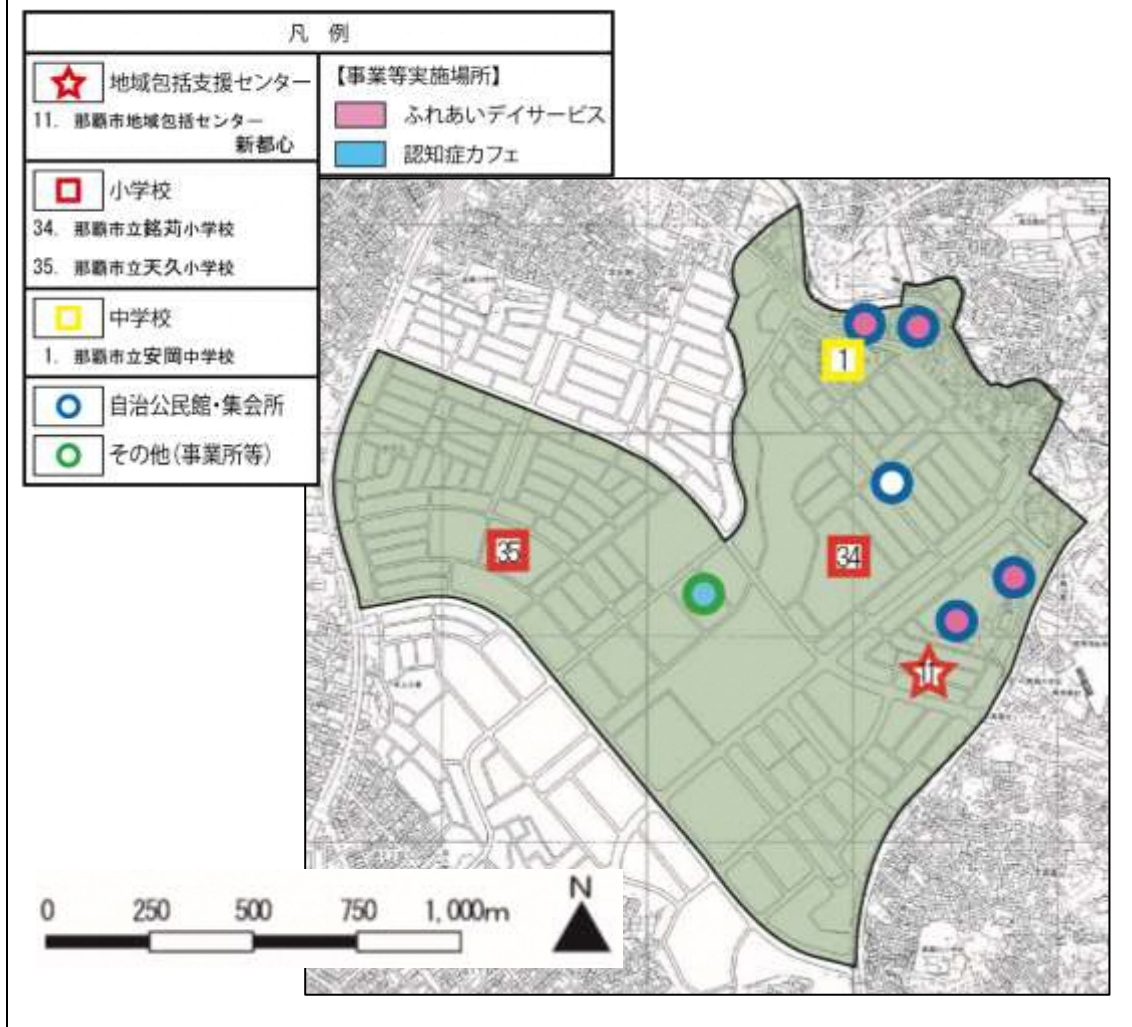 凡 例
地域包括支援センター
11. 那覇市地域包括センター
新都心
【事業等実施場所】
ふれあいデイサービス
認知症カフェ
小学校
34. 那覇市立銘苅小学校
35. 那覇市立天久小学校
中学校
1. 那覇市立安岡中学校
自治公民館・集会所
その他(事業所等)
1
35
34
11
0 250 500 750 1,000m
N